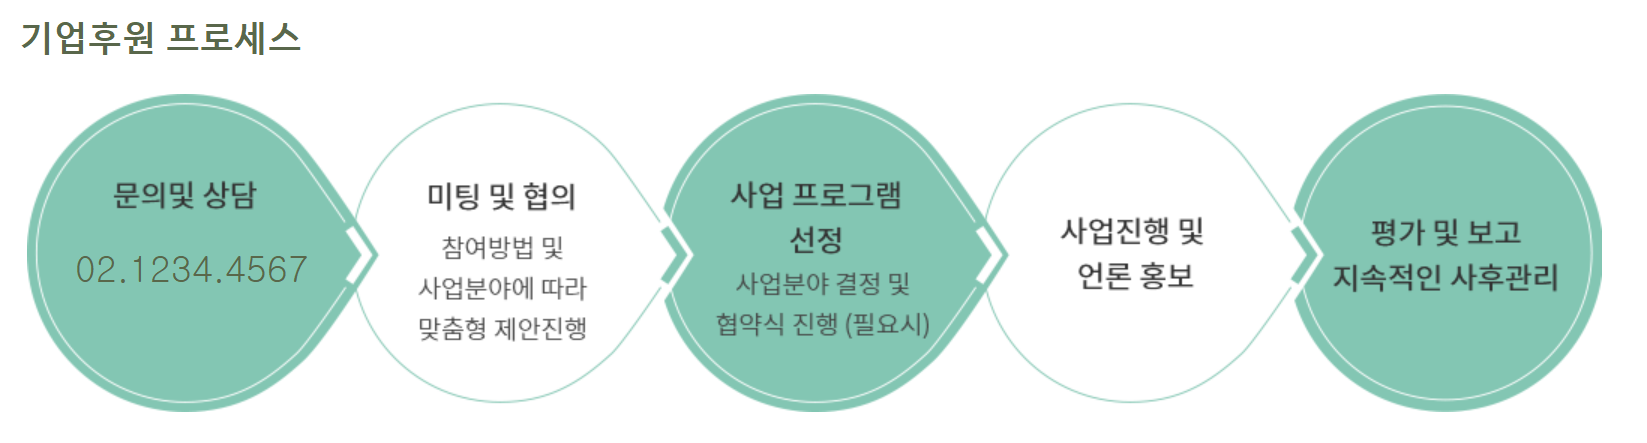 기업후원 프로세스
문의및 상담
02.1234.4567
미팅 및 협의
참여방법 및
사업분야에 따라
맞춤형 제안진행
사업 프로그램
선정
사업분야 결정 및
협약식 진행 (필요시)
사업진행 및
언론 홍보
평가 및 보고
지속적인 사후관리